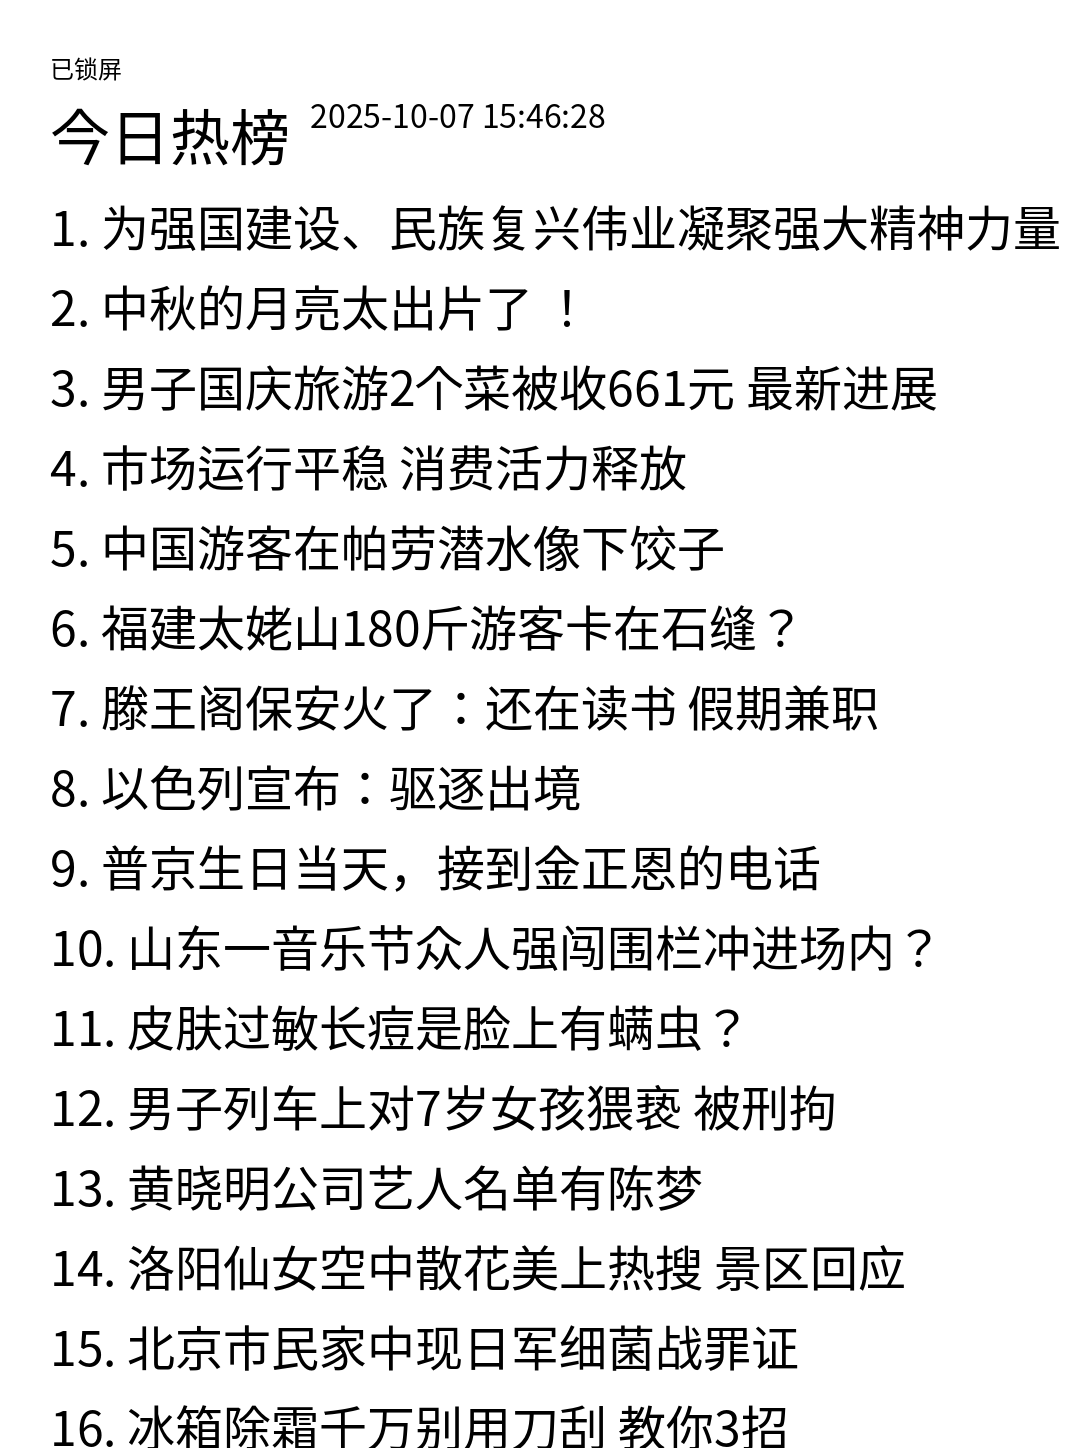 已锁屏
今日热榜 2025-10-07 15:46:28
1. 为强国建设、民族复兴伟业凝聚强大精神力量
2. 中秋的月亮太出片了 ！
3. 男子国庆旅游2个菜被收661元 最新进展
4. 市场运行平稳 消费活力释放
5. 中国游客在帕劳潜水像下饺子
6. 福建太姥山180斤游客卡在石缝？
7. 滕王阁保安火了：还在读书 假期兼职
8. 以色列宣布：驱逐出境
9. 普京生日当天，接到金正恩的电话
10. 山东一音乐节众人强闯围栏冲进场内？
11. 皮肤过敏长痘是脸上有螨虫？
12. 男子列车上对7岁女孩猥亵 被刑拘
13. 黄晓明公司艺人名单有陈梦
14. 洛阳仙女空中散花美上热搜 景区回应
15. 北京市民家中现日军细菌战罪证
16. 冰箱除霜千万别用刀刮 教你3招